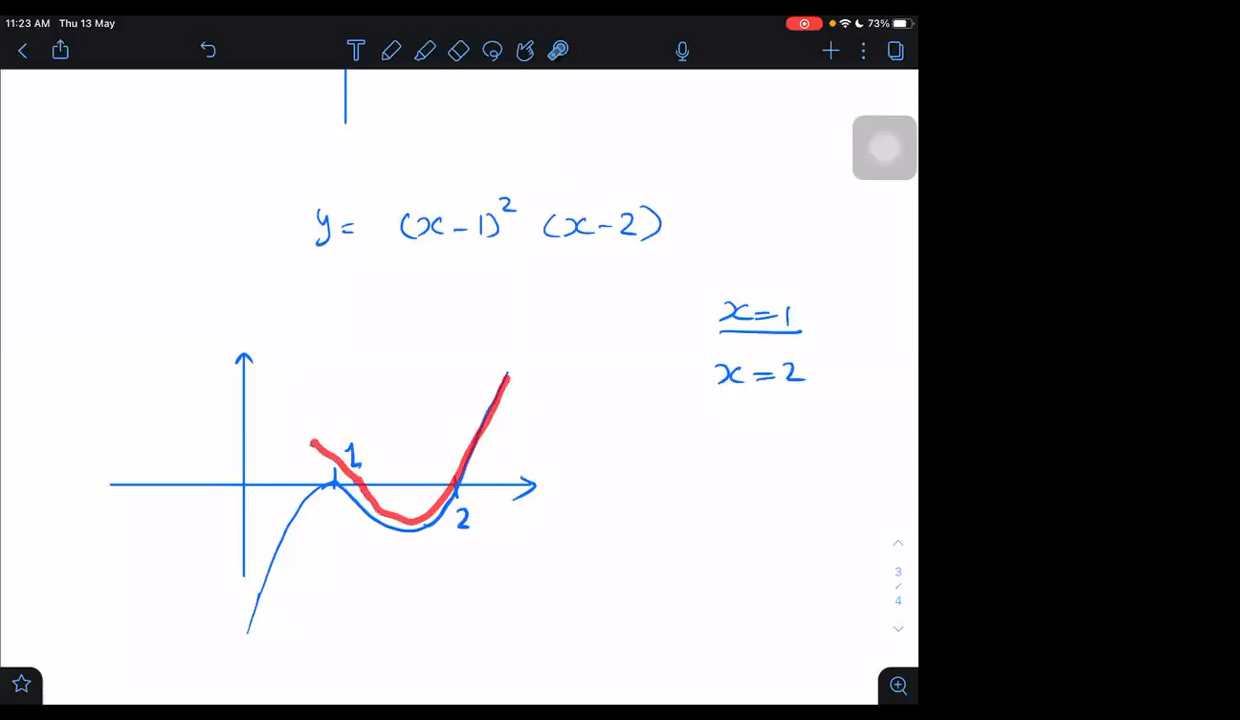 11:23 AM Thu 13 May
73%
T
y = (x-1)² (x-2)
x=1
x=2
1
2
3
/
4